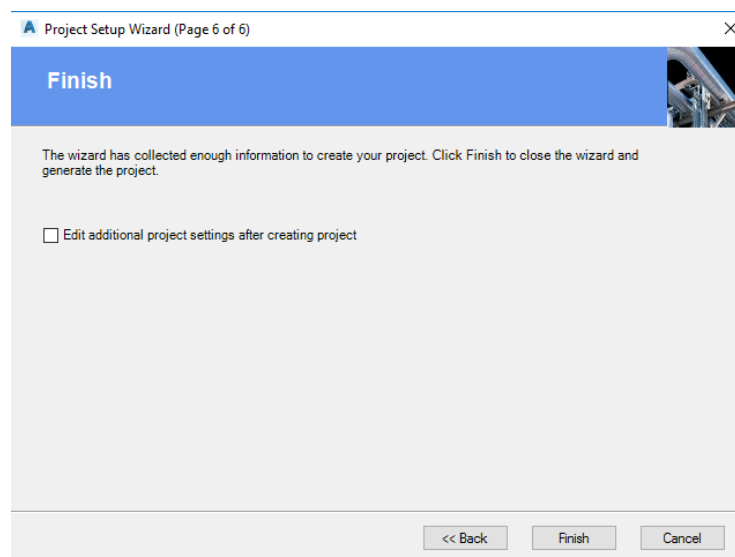 Project Setup Wizard (Page 6 of 6)
Finish
The wizard has collected enough information to create your project. Click Finish to close the wizard and
generate the project.
Edit additional project settings after creating project
<< Back Finish Cancel